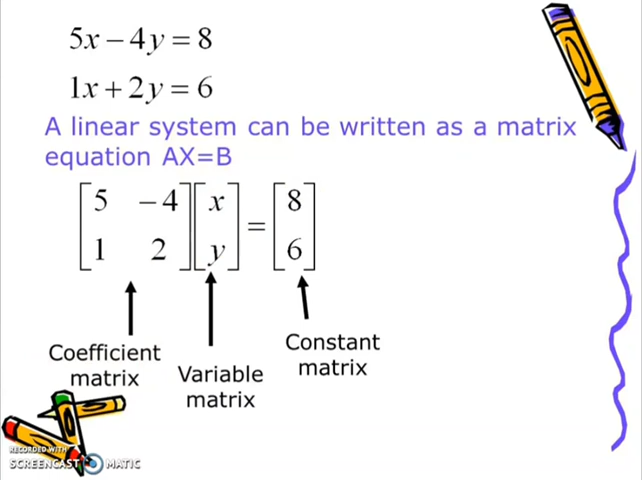 5x − 4y = 8
1x + 2y = 6
A linear system can be written as a matrix
equation AX=B
[5 −4] [x] = [8]
[1 2] [y] [6]
Coefficient
matrix
Variable
matrix
Constant
matrix
RECORDED WITH
SCREENCAST MATIC